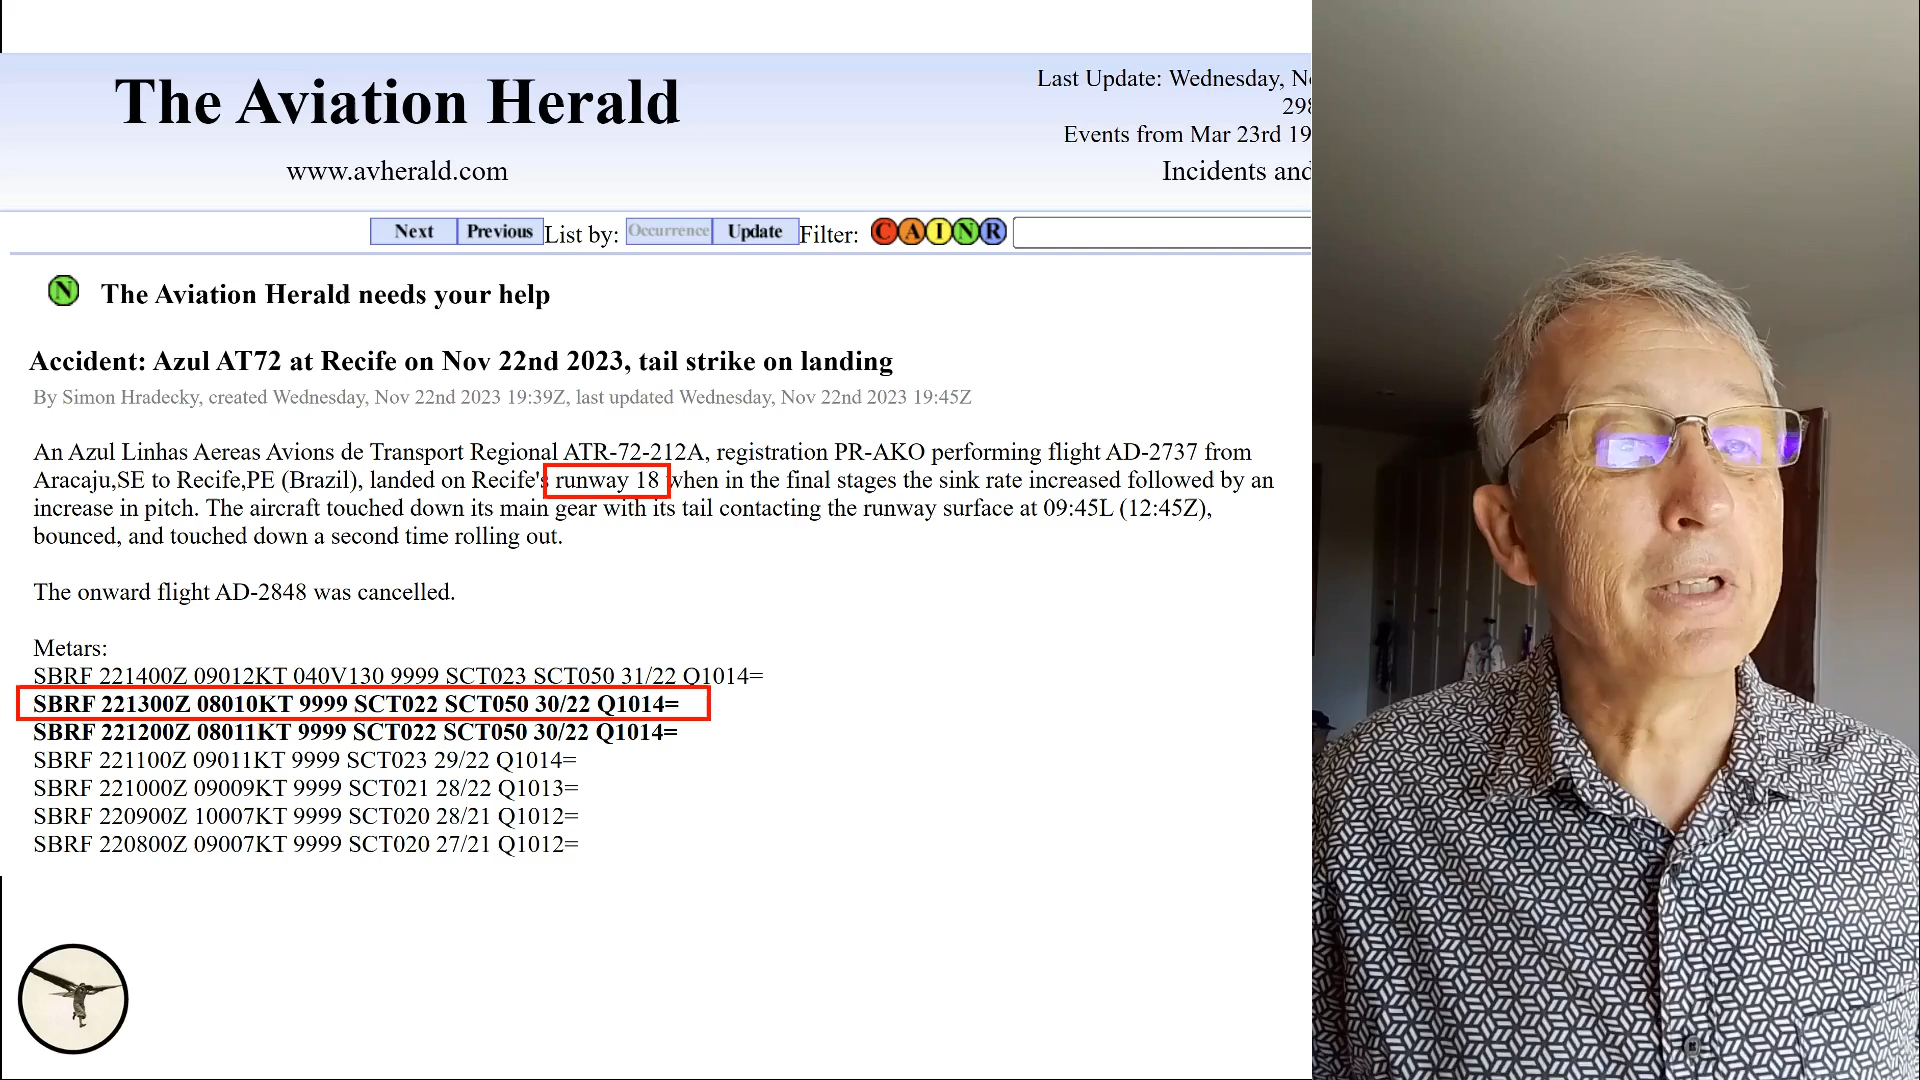 The Aviation Herald
www.avherald.com
Last Update: Wednesday, N
298
Events from Mar 23rd 19
Incidents and
Next Previous List by: Occurrence Update Filter: C A I N R
N The Aviation Herald needs your help
Accident: Azul AT72 at Recife on Nov 22nd 2023, tail strike on landing
By Simon Hradecky, created Wednesday, Nov 22nd 2023 19:39Z, last updated Wednesday, Nov 22nd 2023 19:45Z
An Azul Linhas Aereas Avions de Transport Regional ATR-72-212A, registration PR-AKO performing flight AD-2737 from
Aracaju,SE to Recife,PE (Brazil), landed on Recife's runway 18 when in the final stages the sink rate increased followed by an
increase in pitch. The aircraft touched down its main gear with its tail contacting the runway surface at 09:45L (12:45Z),
bounced, and touched down a second time rolling out.
The onward flight AD-2848 was cancelled.
Metars:
SBRF 221400Z 09012KT 040V130 9999 SCT023 SCT050 31/22 Q1014=
SBRF 221300Z 08010KT 9999 SCT022 SCT050 30/22 Q1014=
SBRF 221200Z 08011KT 9999 SCT022 SCT050 30/22 Q1014=
SBRF 221100Z 09011KT 9999 SCT023 29/22 Q1014=
SBRF 221000Z 09009KT 9999 SCT021 28/22 Q1013=
SBRF 220900Z 10007KT 9999 SCT020 28/21 Q1012=
SBRF 220800Z 09007KT 9999 SCT020 27/21 Q1012=